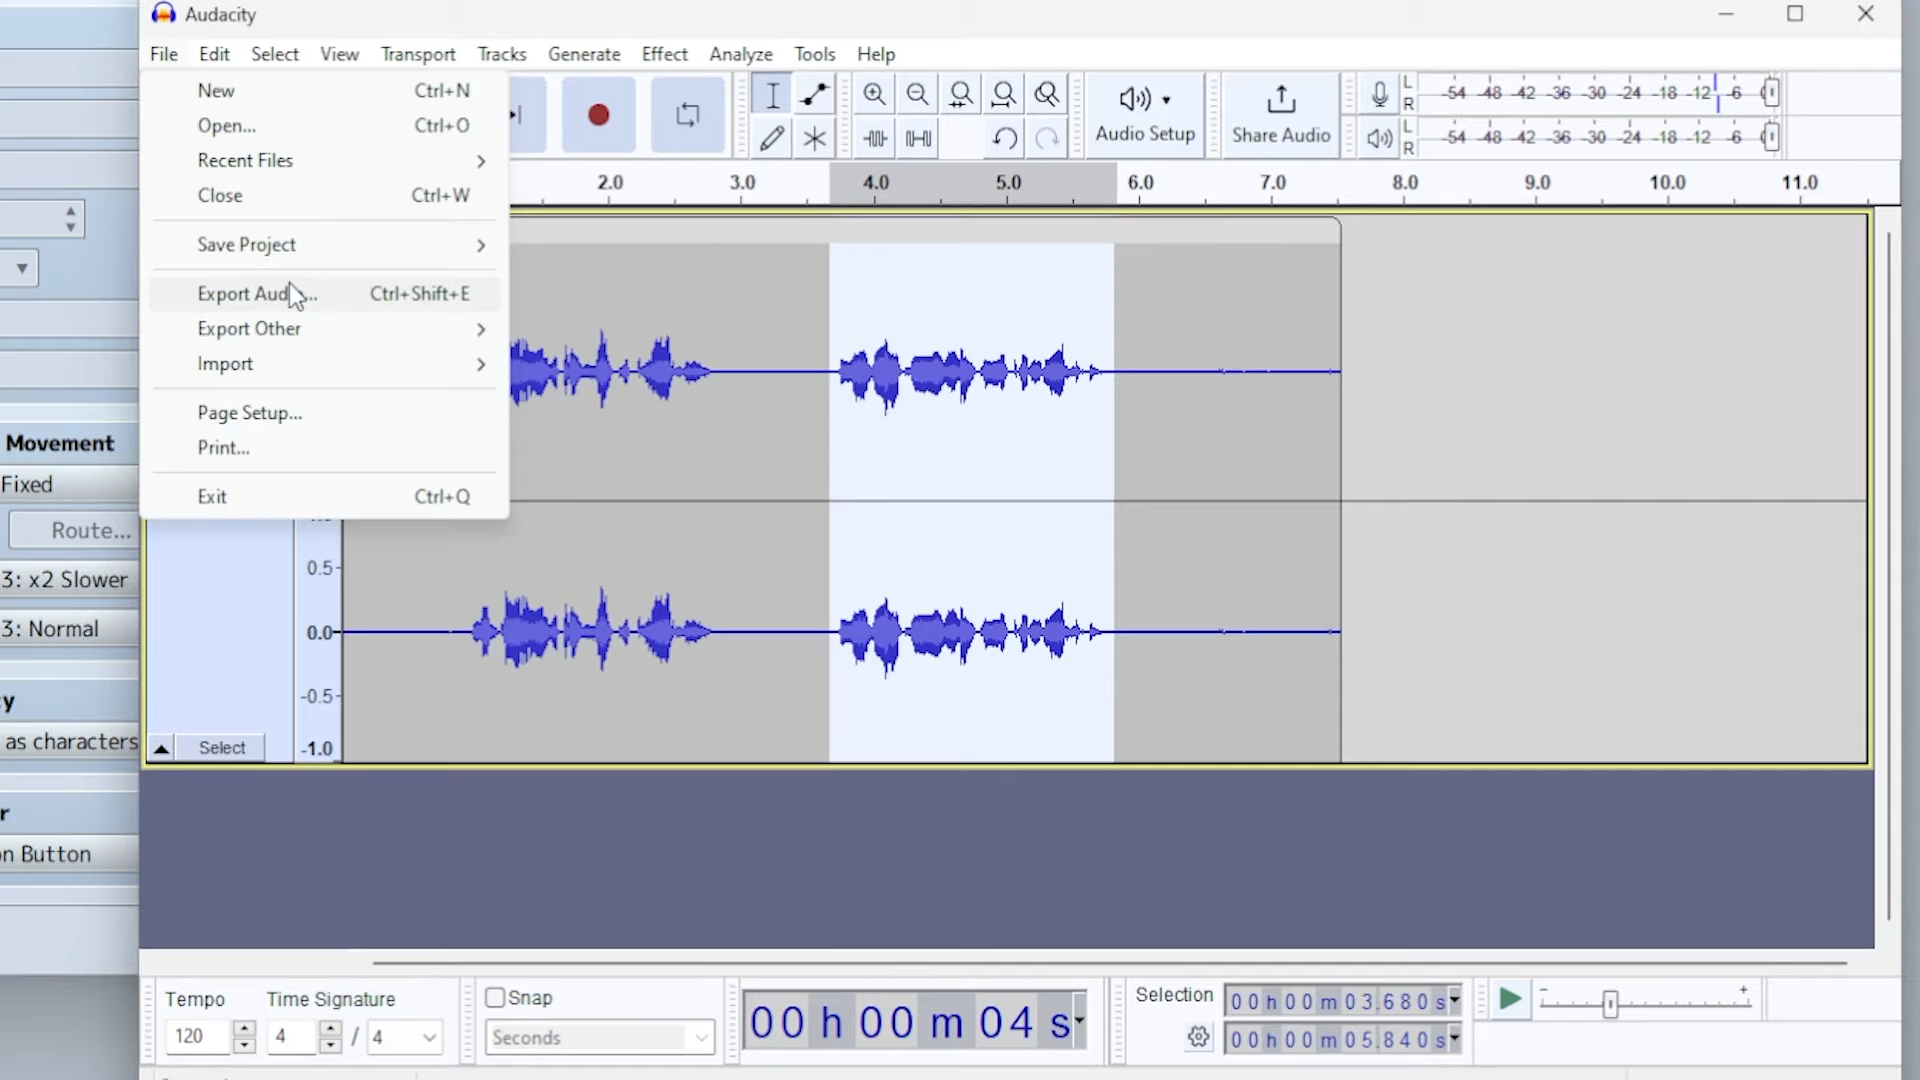 Audacity
File Edit Select View Transport Tracks Generate Effect Analyze Tools Help
New Ctrl+N
Open... Ctrl+O
Recent Files
Close Ctrl+W
Save Project
Export Aud... Ctrl+Shift+E
Export Other
Import
Page Setup...
Print...
Exit Ctrl+Q
Audio Setup
Share Audio
L
R
-54 -48 -42 -36 -30 -24 -18 -12 -6
L
R
-54 -48 -42 -36 -30 -24 -18 -12 -6
2.0 3.0 4.0 5.0 6.0 7.0 8.0 9.0 10.0 11.0
Movement
Fixed
Route...
3: x2 Slower
3: Normal
y
as characters
r
n Button
0.5
0.0
-0.5
-1.0
Select
Tempo
120
Time Signature
4 / 4
Snap
Seconds
00 h 00 m 04 s
Selection
00 h 00 m 03.680 s
00 h 00 m 05.840 s